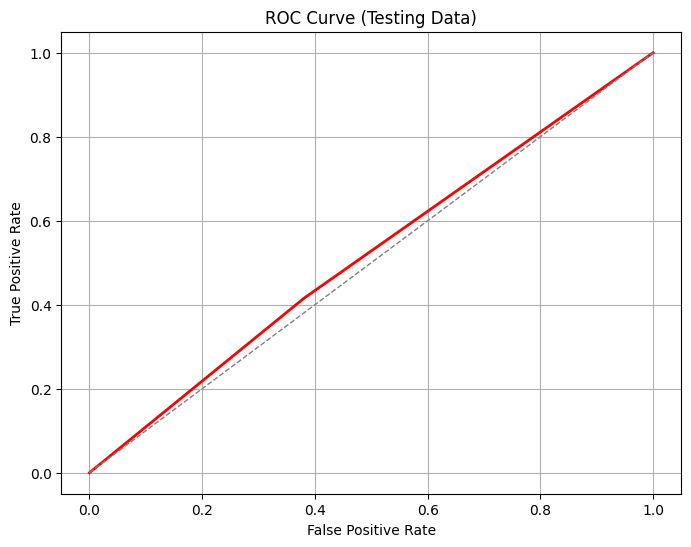 ROC Curve (Testing Data)
True Positive Rate
1.0
0.8
0.6
0.4
0.2
0.0
0.0 0.2 0.4 0.6 0.8 1.0
False Positive Rate